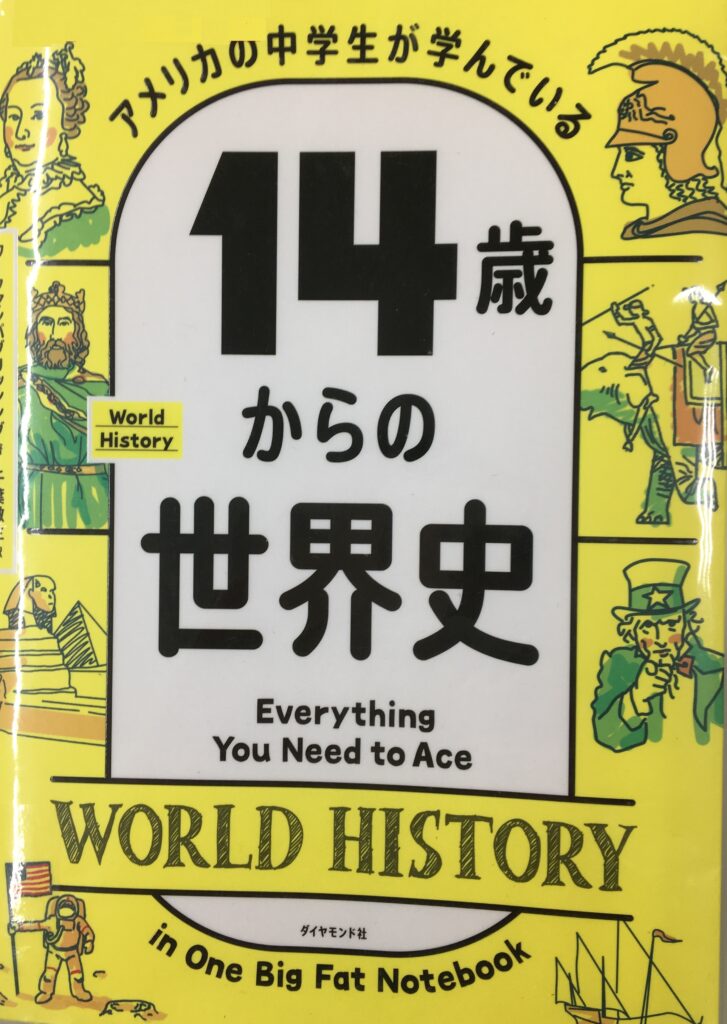 アメリカの中学生が学んでいる
14歳
からの
世界史
World
History
Everything
You Need to Ace
WORLD HISTORY
in One Big Fat Notebook
ダイヤモンド社